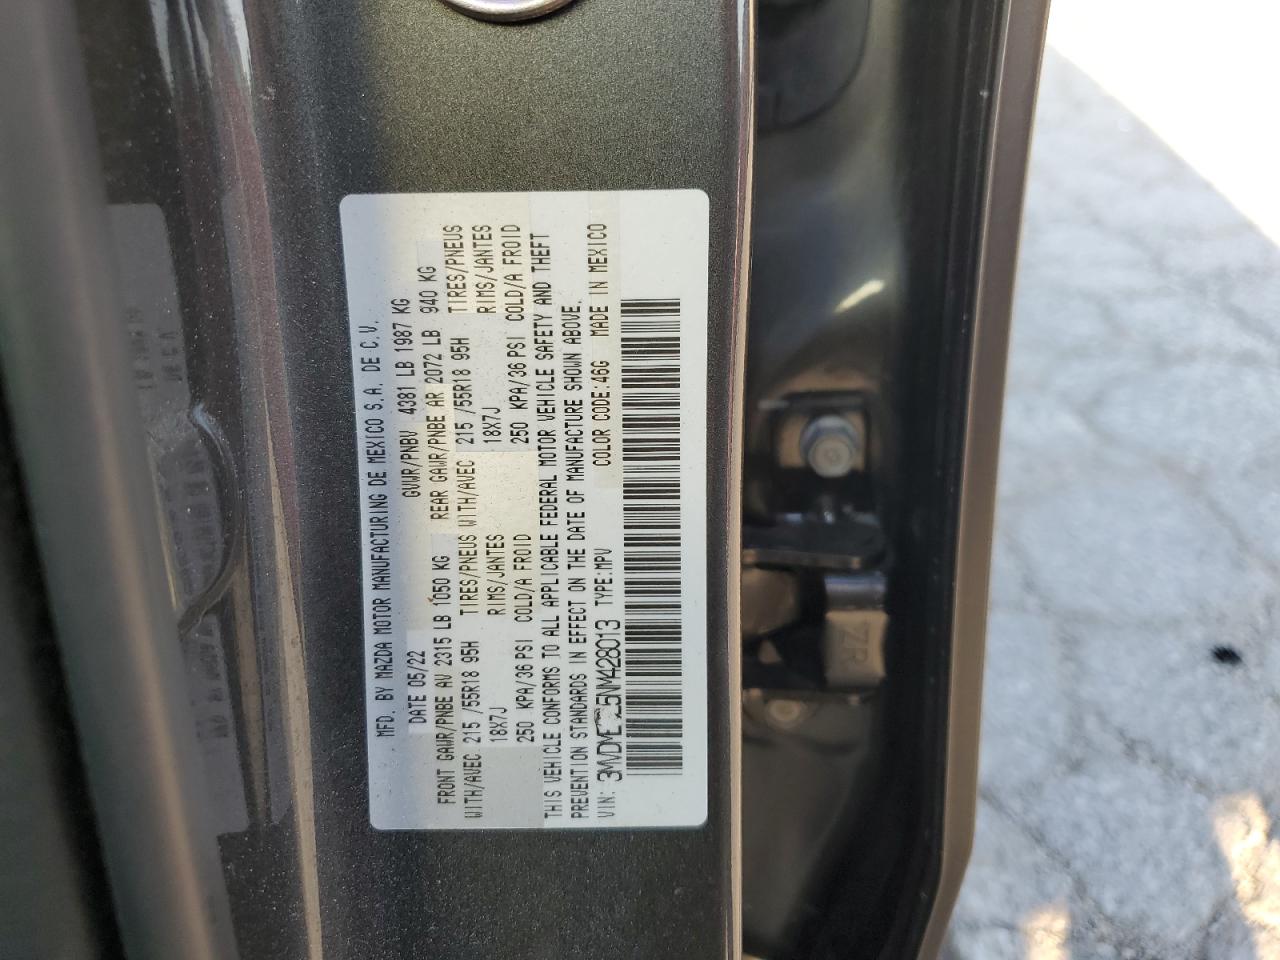 MFD. BY MAZDA MOTOR MANUFACTURING DE MEXICO S.A. DE C.V.
DATE 05/22 GVWR/PNBV 4381 LB 1987 KG
FRONT GAWR/PNBE AV 2315 LB 1050 KG REAR GAWR/PNBE AR 2072 LB 940 KG
WITH/AVEC 215 /55R18 95H TIRES/PNEUS WITH/AVEC 215 /55R18 95H TIRES/PNEUS
18X7J RIMS/JANTES 18X7J RIMS/JANTES
250 KPA/36 PSI COLD/A FROID 250 KPA/36 PSI COLD/A FROID
THIS VEHICLE CONFORMS TO ALL APPLICABLE FEDERAL MOTOR VEHICLE SAFETY AND THEFT
PREVENTION STANDARDS IN EFFECT ON THE DATE OF MANUFACTURE SHOWN ABOVE.
VIN: TYPE:MPV COLOR CODE:46G MADE IN MEXICO
ZR